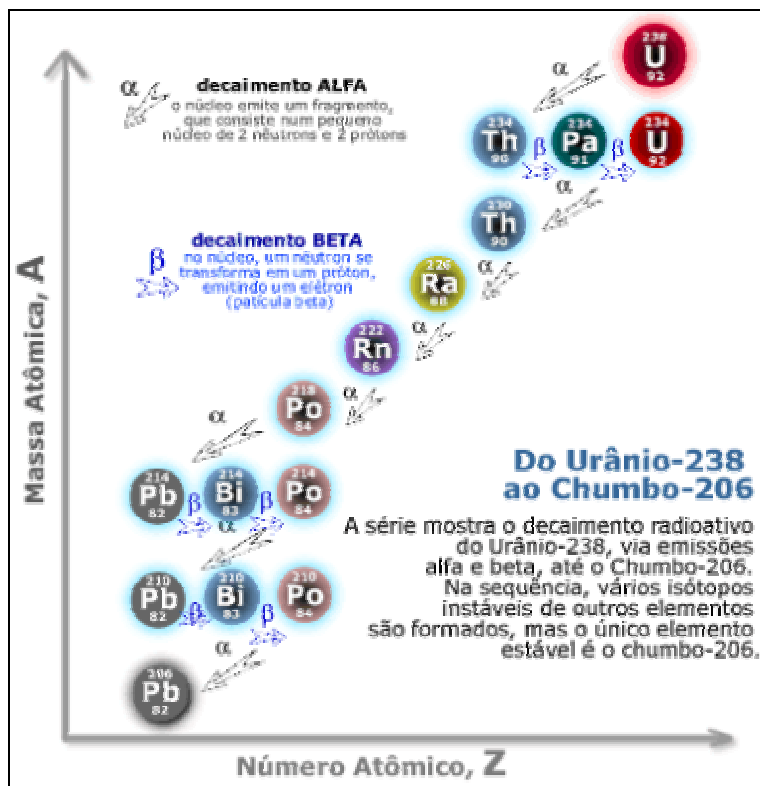 α
decaimento ALFA
o núcleo emite um fragmento,
que consiste num pequeno
núcleo de 2 nêutrons e 2 prótons
238
U
92
α
234
Th
90
β
234
Pa
91
β
234
U
92
α
230
Th
90
decaimento BETA
β
no núcleo, um nêutron se
transforma em um próton,
emitindo um elétron
(patícula beta)
α
226
Ra
88
α
222
Rn
86
α
218
Po
84
α
214
Pb
82
β
214
Bi
83
β
214
Po
84
α
210
Pb
82
β
210
Bi
83
β
210
Po
84
α
206
Pb
82
Do Urânio-238
ao Chumbo-206
A série mostra o decaimento radioativo
do Urânio-238, via emissões
alfa e beta, até o Chumbo-206.
Na sequência, vários isótopos
instáveis de outros elementos
são formados, mas o único elemento
estável é o chumbo-206.
Massa Atômica, A
Número Atômico, Z